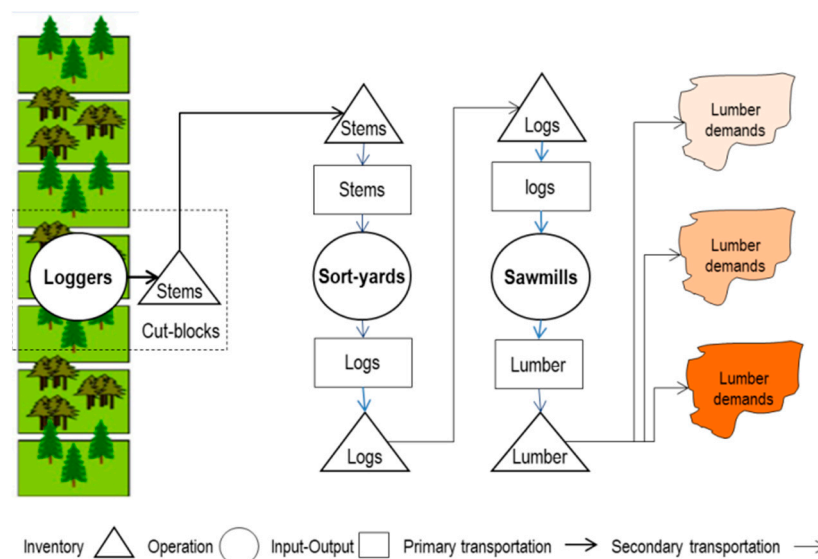 Loggers
Stems
Cut-blocks
Stems
Stems
Sort-yards
Logs
Logs
Logs
logs
Sawmills
Lumber
Lumber
Lumber
demands
Lumber
demands
Lumber
demands
Inventory Operation Input-Output Primary transportation Secondary transportation